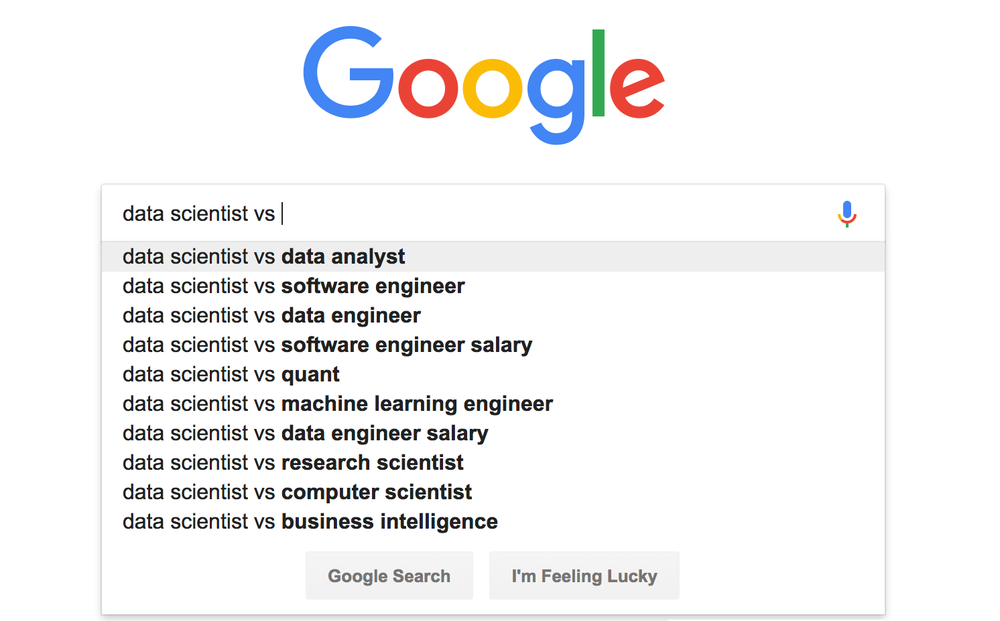 Google
data scientist vs
data scientist vs data analyst
data scientist vs software engineer
data scientist vs data engineer
data scientist vs software engineer salary
data scientist vs quant
data scientist vs machine learning engineer
data scientist vs data engineer salary
data scientist vs research scientist
data scientist vs computer scientist
data scientist vs business intelligence
Google Search I'm Feeling Lucky